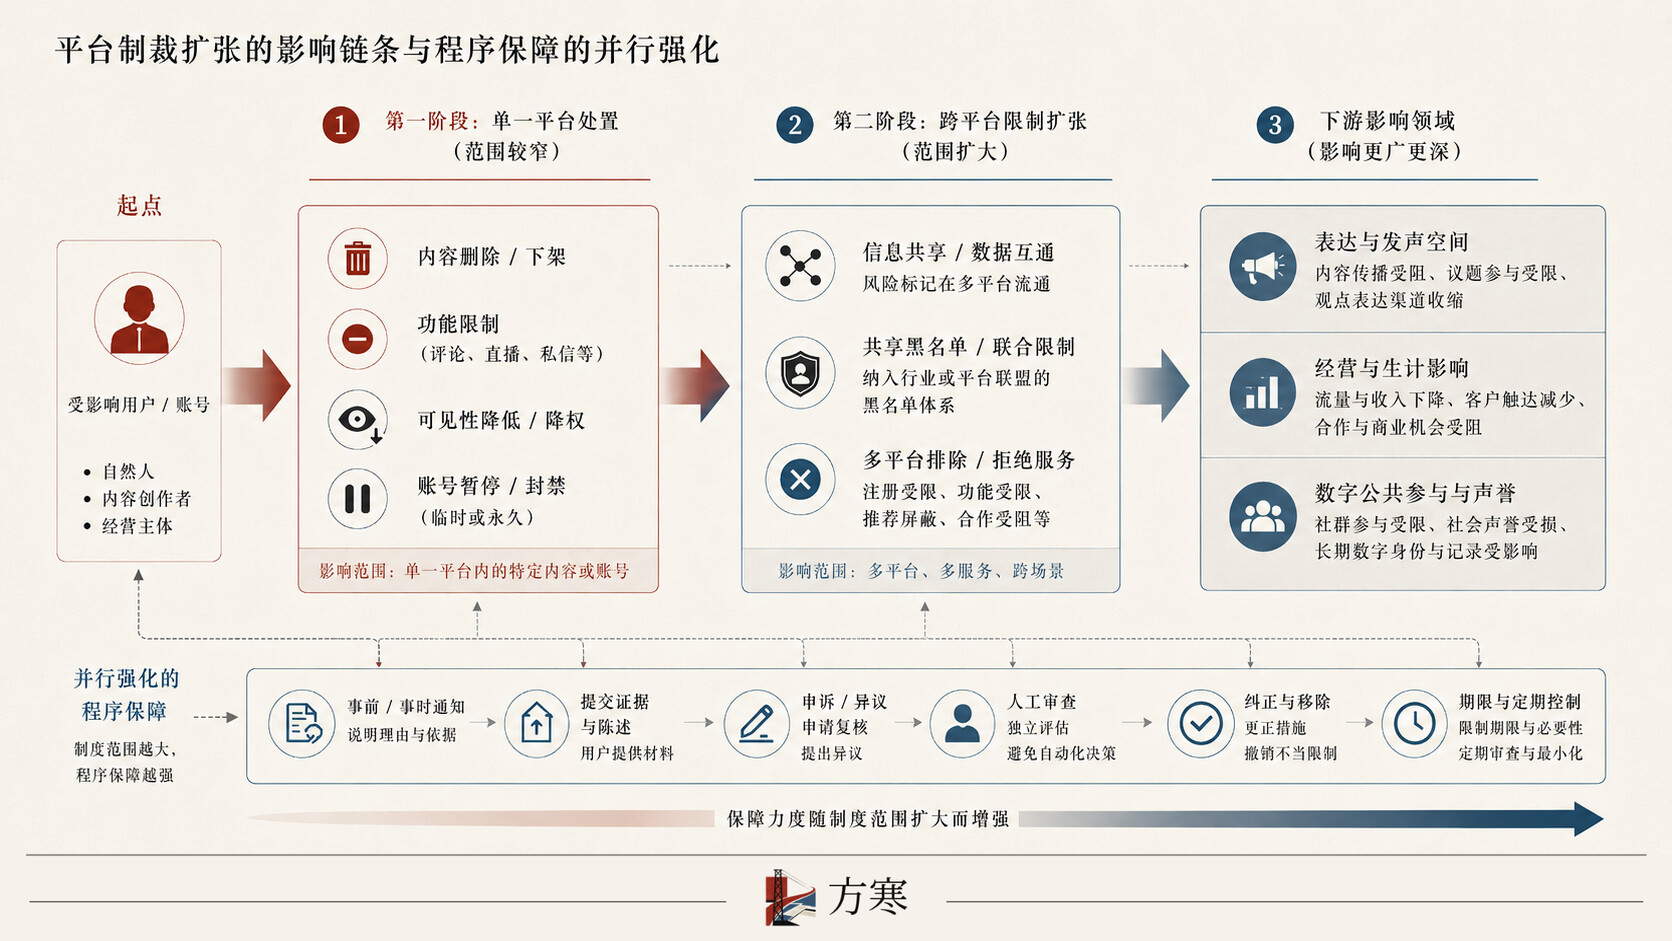 平台制裁扩张的影响链条与程序保障的并行强化
起点
受影响用户 / 账号
• 自然人
• 内容创作者
• 经营主体
1 第一阶段：单一平台处置
（范围较窄）
内容删除 / 下架
功能限制
（评论、直播、私信等）
可见性降低 / 降权
账号暂停 / 封禁
（临时或永久）
影响范围：单一平台内的特定内容或账号
2 第二阶段：跨平台限制扩张
（范围扩大）
信息共享 / 数据互通
风险标记在多平台流通
共享黑名单 / 联合限制
纳入行业或平台联盟的
黑名单体系
多平台排除 / 拒绝服务
注册受限、功能受限、
推荐屏蔽、合作受阻等
影响范围：多平台、多服务、跨场景
3 下游影响领域
（影响更广更深）
表达与发声空间
内容传播受阻、议题参与受限、
观点表达渠道收缩
经营与生计影响
流量与收入下降、客户触达减少、
合作与商业机会受阻
数字公共参与与声誉
社群参与受限、社会声誉受损、
长期数字身份与记录受影响
并行强化的
程序保障
制度范围越大，
程序保障越强
事前 / 事时通知
说明理由与依据
提交证据
与陈述
用户提供材料
申诉 / 异议
申请复核
提出异议
人工审查
独立评估
避免自动化决策
纠正与移除
更正措施
撤销不当限制
期限与定期控制
限制期限与必要性
定期审查与最小化
保障力度随制度范围扩大而增强
方寒